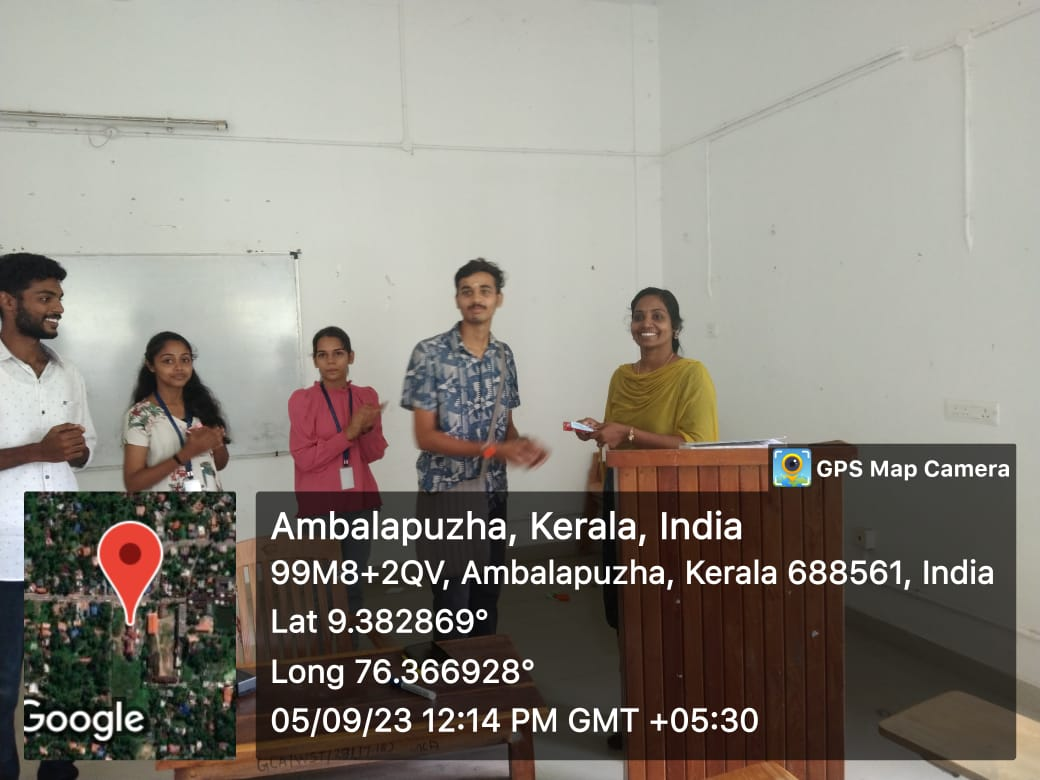 GPS Map Camera
Ambalapuzha, Kerala, India
99M8+2QV, Ambalapuzha, Kerala 688561, India
Lat 9.382869°
Long 76.366928°
05/09/23 12:14 PM GMT +05:30
Google